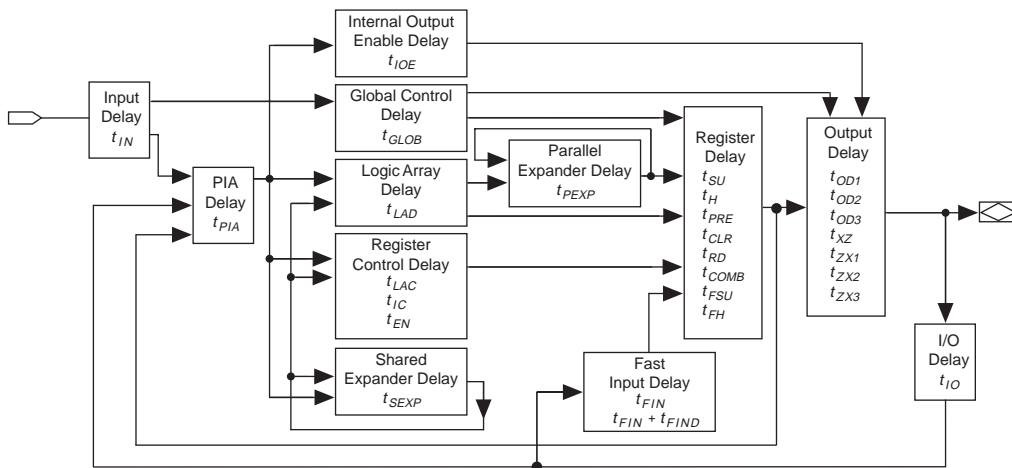 Internal Output
Enable Delay
tIOE
Input
Delay
tIN
Global Control
Delay
tGLOB
PIA
Delay
tPIA
Logic Array
Delay
tLAD
Parallel
Expander Delay
tPEXP
Register
Control Delay
tLAC
tIC
tEN
Shared
Expander Delay
tSEXP
Register
Delay
tSU
tH
tPRE
tCLR
tRD
tCOMB
tFSU
tFH
Fast
Input Delay
tFIN
tFIN + tFIND
Output
Delay
tOD1
tOD2
tOD3
tXZ
tZX1
tZX2
tZX3
I/O
Delay
tIO